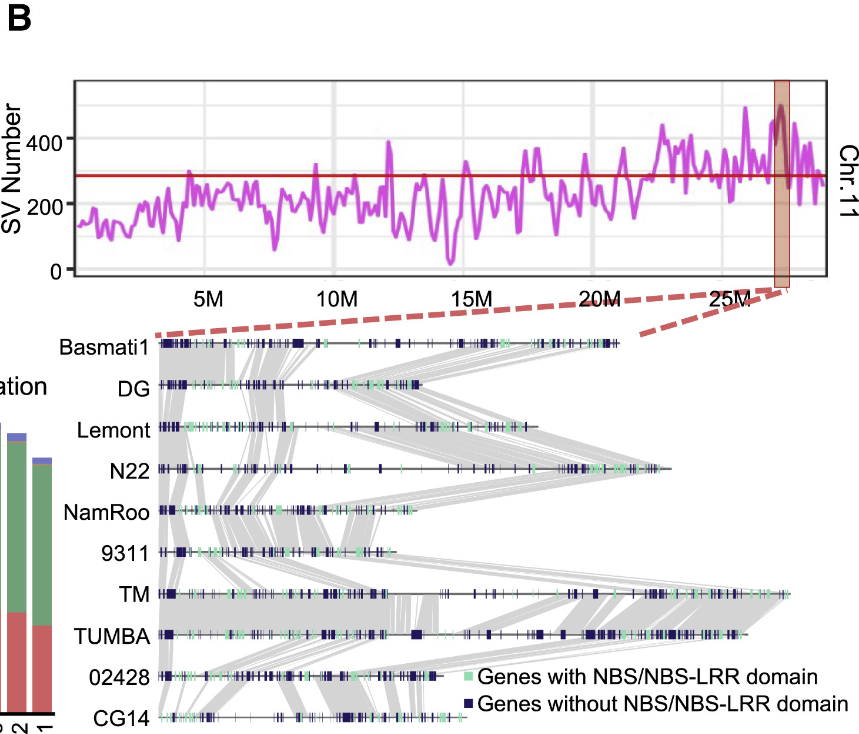 B
SV Number
400
200
0
Chr.11
5M
10M
15M
20M
25M
Basmati1
DG
Lemont
N22
NamRoo
9311
TM
TUMBA
02428
CG14
Genes with NBS/NBS-LRR domain
Genes without NBS/NBS-LRR domain
ation
2
1